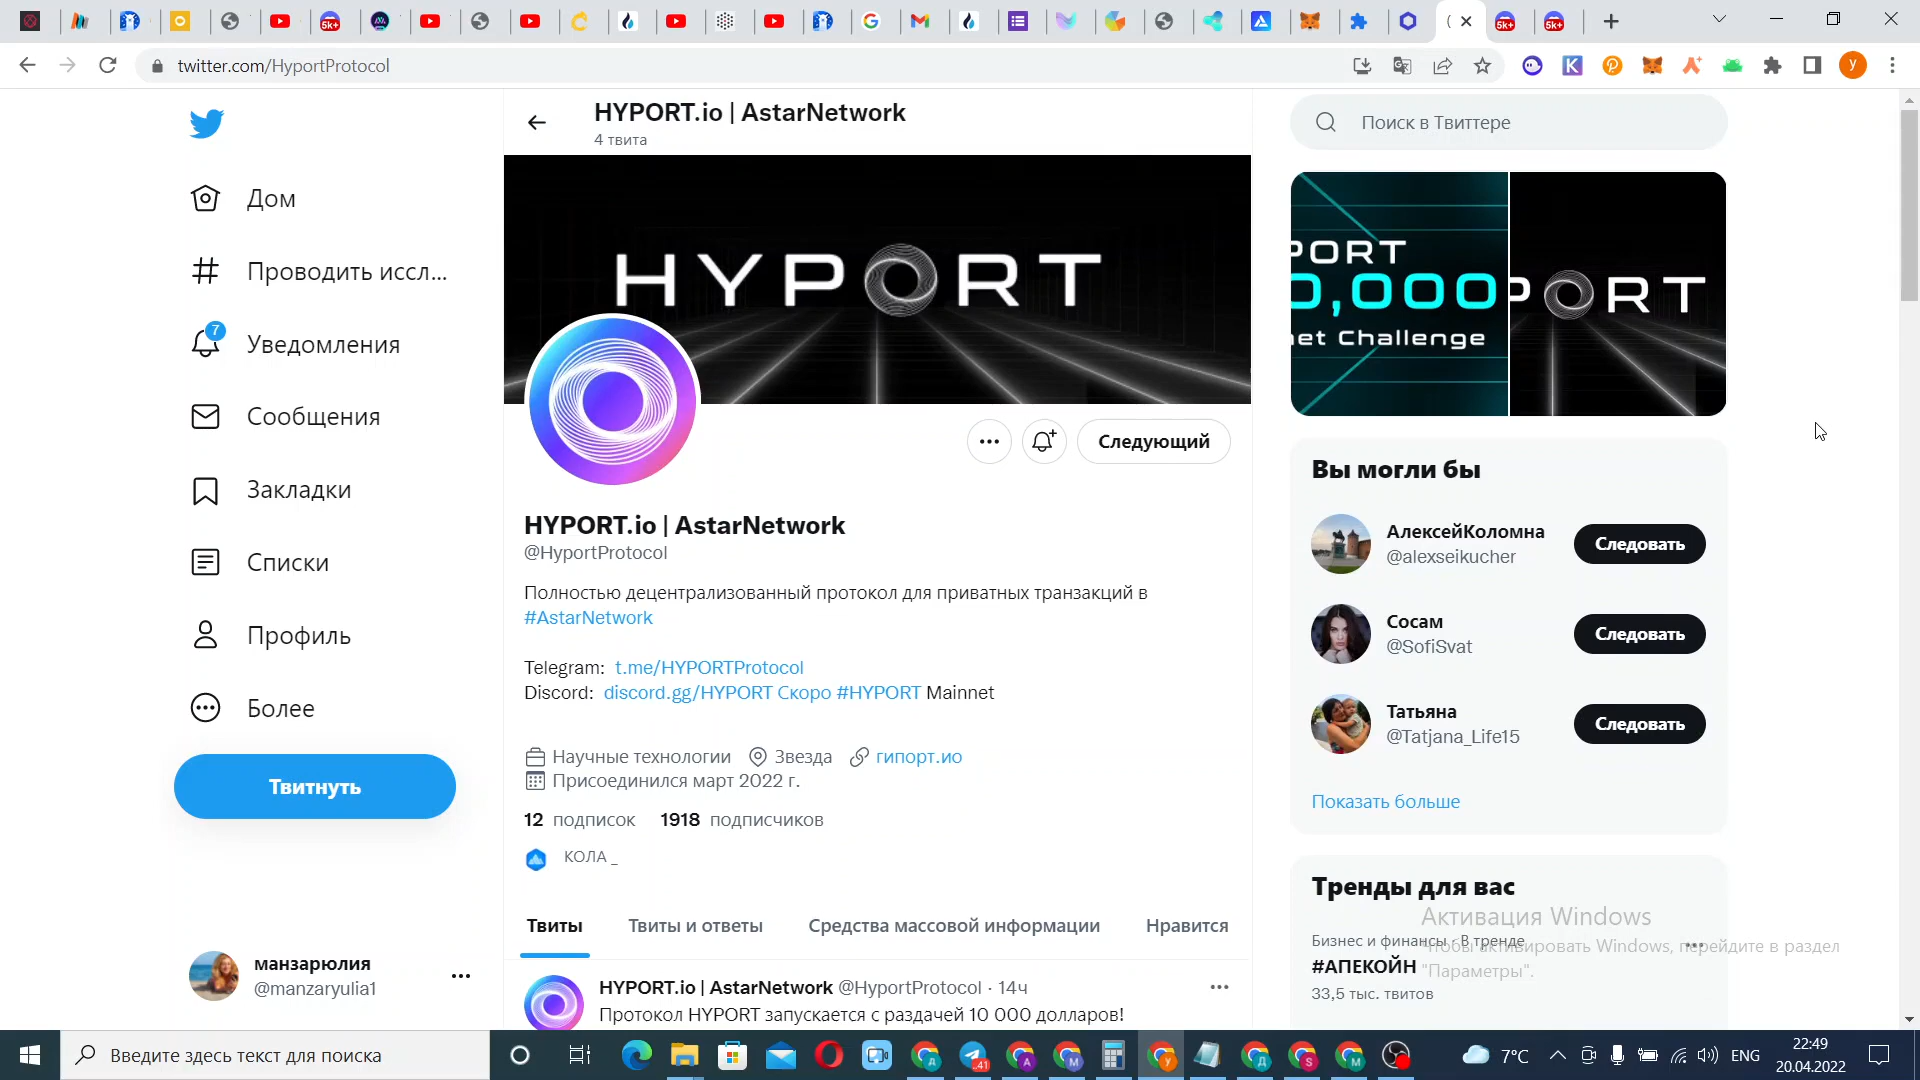 5k+
(
5k+
5k+
twitter.com/HyportProtocol
K
y
HYPORT.io | AstarNetwork
4 твита
Поиск в Твиттере
Дом
Проводить иссл...
7
Уведомления
Сообщения
Закладки
Списки
Профиль
Более
Твитнуть
манзарюлия
@manzaryulia1
HYPORT
Следующий
HYPORT.io | AstarNetwork
@HyportProtocol
Полностью децентрализованный протокол для приватных транзакций в
#AstarNetwork
Telegram: t.me/HYPORTProtocol
Discord: discord.gg/HYPORT Скоро #HYPORT Mainnet
Научные технологии Звезда гипорт.ио
Присоединился март 2022 г.
12 подписок 1918 подписчиков
КОЛА _
Твиты Твиты и ответы Средства массовой информации Нравится
HYPORT.io | AstarNetwork @HyportProtocol · 14ч
Протокол HYPORT запускается с раздачей 10 000 долларов!
PORT
0,000
net Challenge
PORT
Вы могли бы
АлексейКоломна
@alexseikucher
Следовать
Сосам
@SofiSvat
Следовать
Татьяна
@Tatjana_Life15
Следовать
Показать больше
Тренды для вас
Бизнес и финансы · В тренде
#АПЕКОЙН
33,5 тыс. твитов
Активация Windows
Чтобы активировать Windows, перейдите в раздел
"Параметры".
Введите здесь текст для поиска
41
7°C
ENG
22:49
20.04.2022